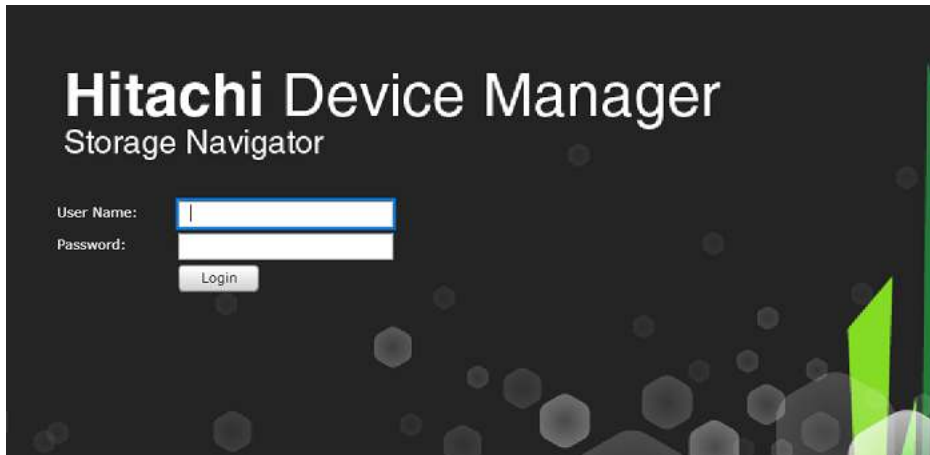 Hitachi Device Manager
Storage Navigator
User Name:
Password:
Login